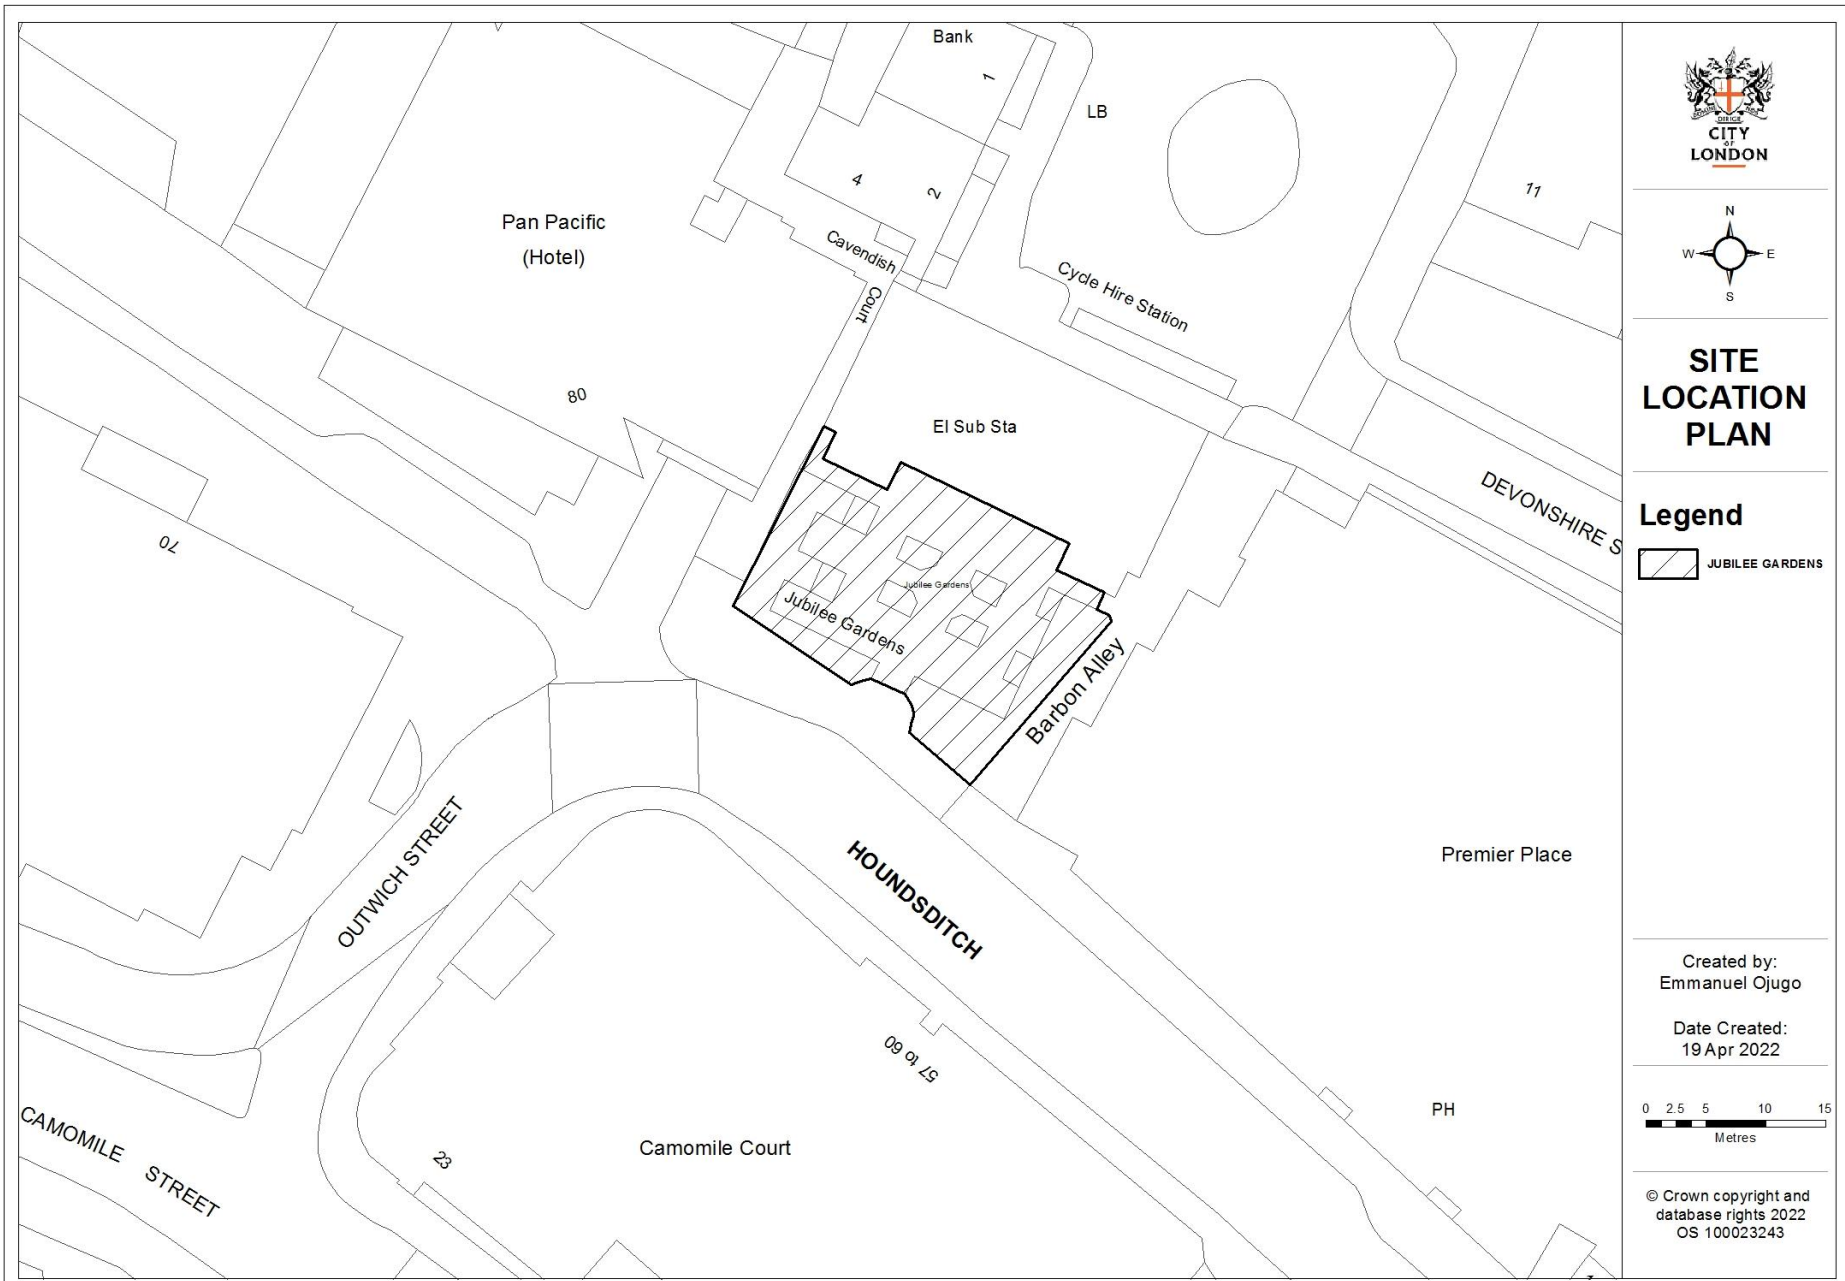 Bank
1
LB
4
2
11
Pan Pacific
(Hotel)
Cavendish
Court
Cycle Hire Station
80
El Sub Sta
DEVONSHIRE S
70
Jubilee Gardens
Jubilee Gardens
Barbon Alley
OUTWICH STREET
HOUNDSDITCH
Premier Place
57 to 60
PH
CAMOMILE STREET
23
Camomile Court
CITY
OF
LONDON
N
W
E
S
SITE
LOCATION
PLAN
Legend
JUBILEE GARDENS
Created by:
Emmanuel Ojugo
Date Created:
19 Apr 2022
0 2.5 5 10 15
Metres
© Crown copyright and
database rights 2022
OS 100023243